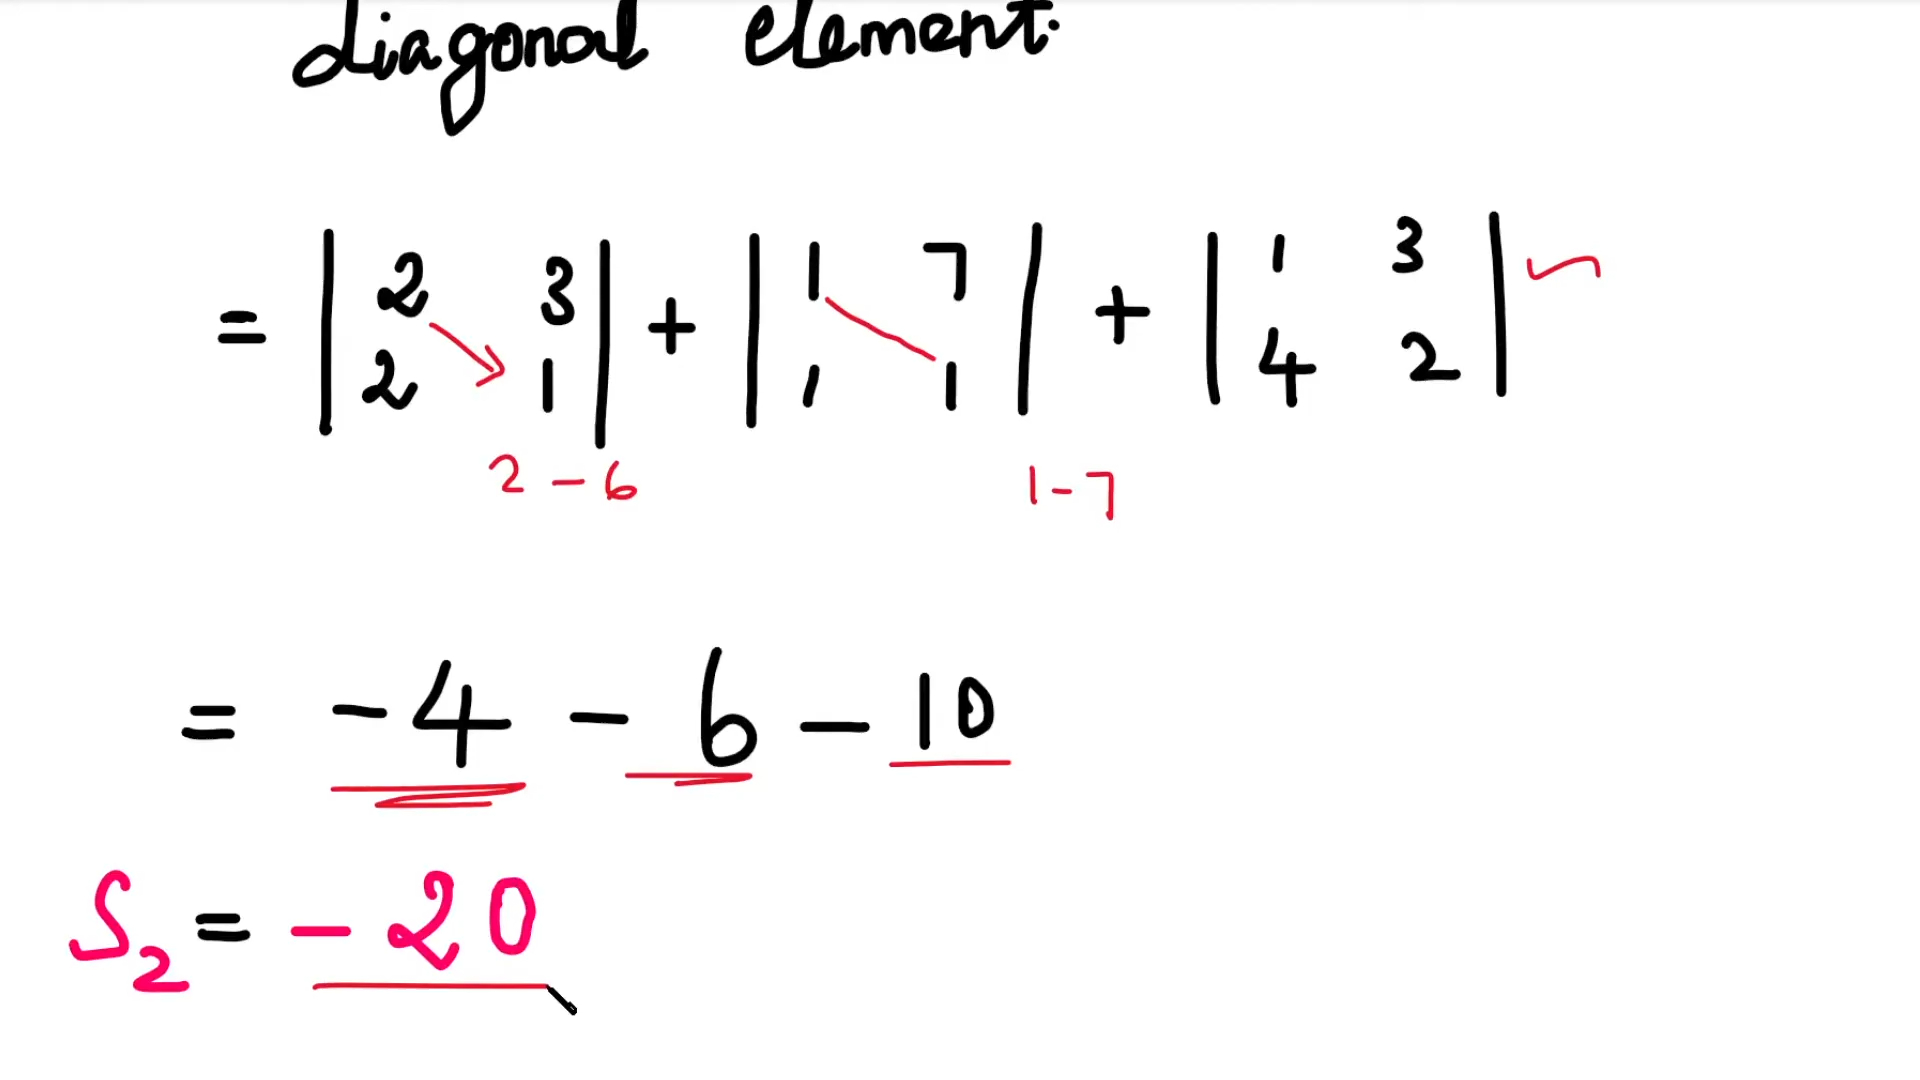 diagonal element.
= | 2 3 | + | 1 7 | + | 1 3 |
| 2 1 | | 1 1 | | 4 2 |
2 - 6 1 - 7
= - 4 - 6 - 10
S₂ = - 20